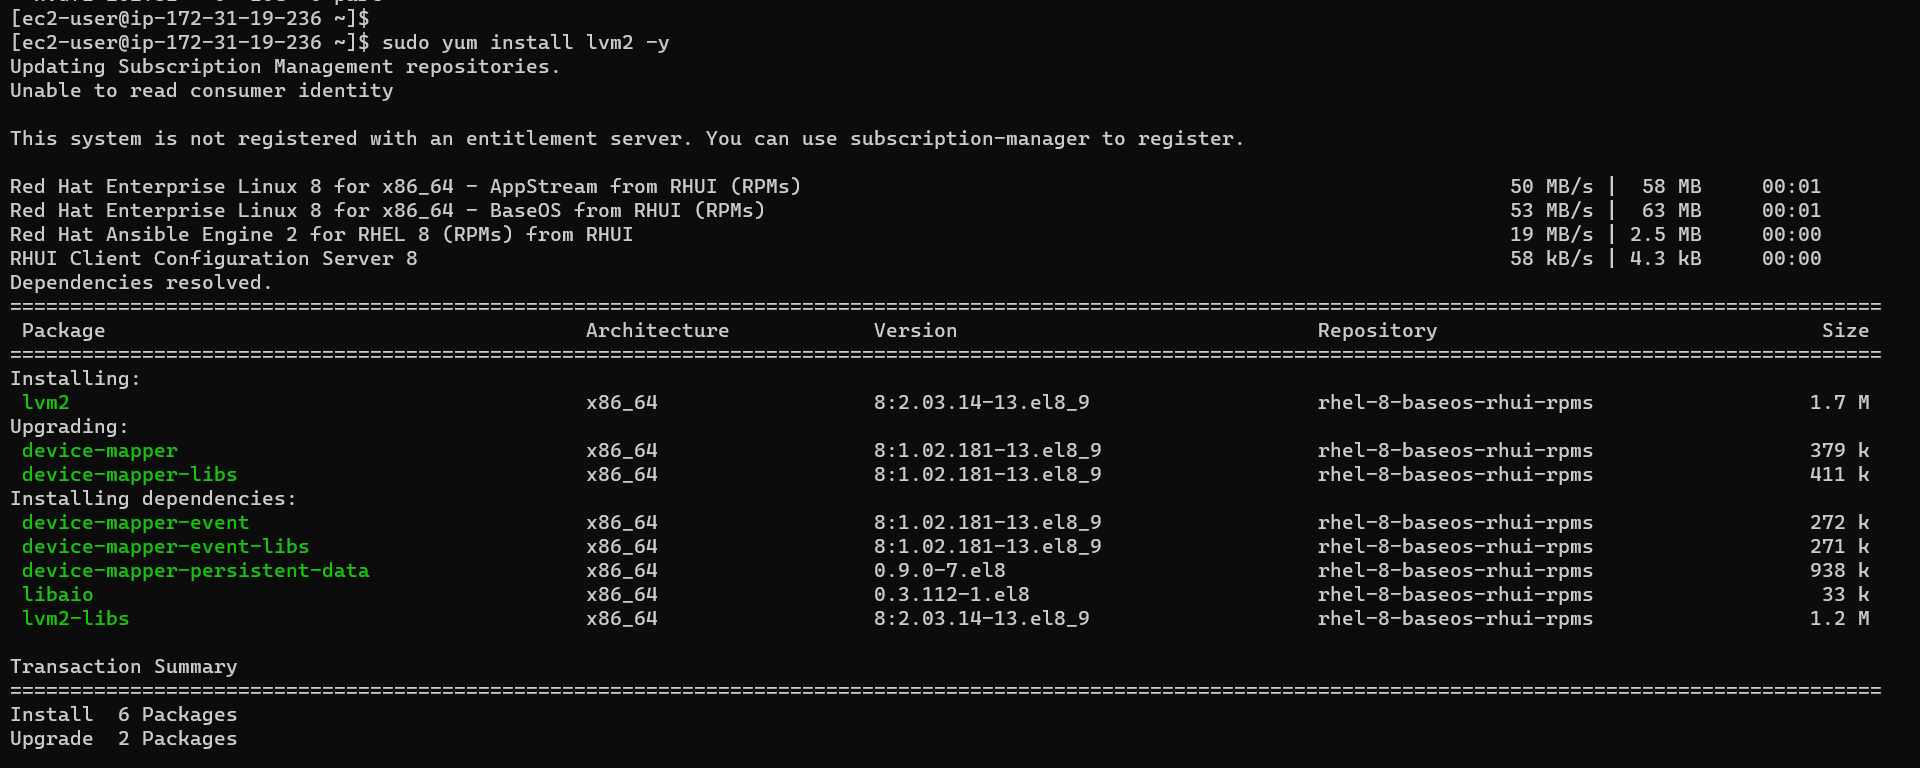 [ec2-user@ip-172-31-19-236 ~]$
[ec2-user@ip-172-31-19-236 ~]$ sudo yum install lvm2 -y
Updating Subscription Management repositories.
Unable to read consumer identity
This system is not registered with an entitlement server. You can use subscription-manager to register.
Red Hat Enterprise Linux 8 for x86_64 - AppStream from RHUI (RPMs) 50 MB/s | 58 MB 00:01
Red Hat Enterprise Linux 8 for x86_64 - BaseOS from RHUI (RPMs) 53 MB/s | 63 MB 00:01
Red Hat Ansible Engine 2 for RHEL 8 (RPMs) from RHUI 19 MB/s | 2.5 MB 00:00
RHUI Client Configuration Server 8 58 kB/s | 4.3 kB 00:00
Dependencies resolved.
============================================================================================================================================================
Package Architecture Version Repository Size
============================================================================================================================================================
Installing:
lvm2 x86_64 8:2.03.14-13.el8_9 rhel-8-baseos-rhui-rpms 1.7 M
Upgrading:
device-mapper x86_64 8:1.02.181-13.el8_9 rhel-8-baseos-rhui-rpms 379 k
device-mapper-libs x86_64 8:1.02.181-13.el8_9 rhel-8-baseos-rhui-rpms 411 k
Installing dependencies:
device-mapper-event x86_64 8:1.02.181-13.el8_9 rhel-8-baseos-rhui-rpms 272 k
device-mapper-event-libs x86_64 8:1.02.181-13.el8_9 rhel-8-baseos-rhui-rpms 271 k
device-mapper-persistent-data x86_64 0.9.0-7.el8 rhel-8-baseos-rhui-rpms 938 k
libaio x86_64 0.3.112-1.el8 rhel-8-baseos-rhui-rpms 33 k
lvm2-libs x86_64 8:2.03.14-13.el8_9 rhel-8-baseos-rhui-rpms 1.2 M
Transaction Summary
============================================================================================================================================================
Install 6 Packages
Upgrade 2 Packages